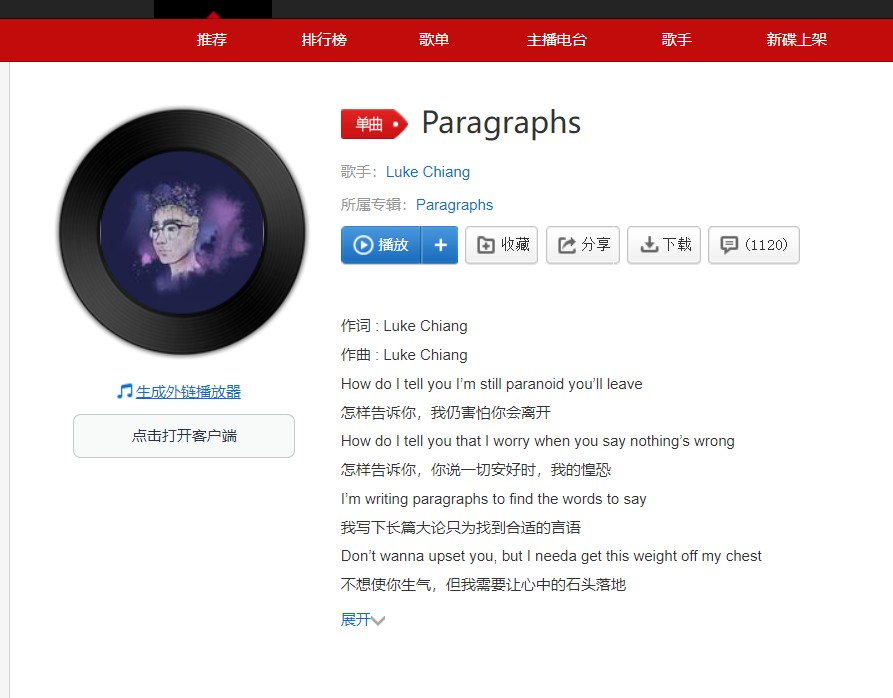 推荐 排行榜 歌单 主播电台 歌手 新碟上架
单曲 Paragraphs
歌手：Luke Chiang
所属专辑：Paragraphs
播放 + 收藏 分享 下载 (1120)
作词 : Luke Chiang
作曲 : Luke Chiang
How do I tell you I’m still paranoid you’ll leave
怎样告诉你，我仍害怕你会离开
How do I tell you that I worry when you say nothing’s wrong
怎样告诉你，你说一切安好时，我的惶恐
I’m writing paragraphs to find the words to say
我写下长篇大论只为找到合适的言语
Don’t wanna upset you, but I needa get this weight off my chest
不想使你生气，但我需要让心中的石头落地
展开
生成外链播放器
点击打开客户端